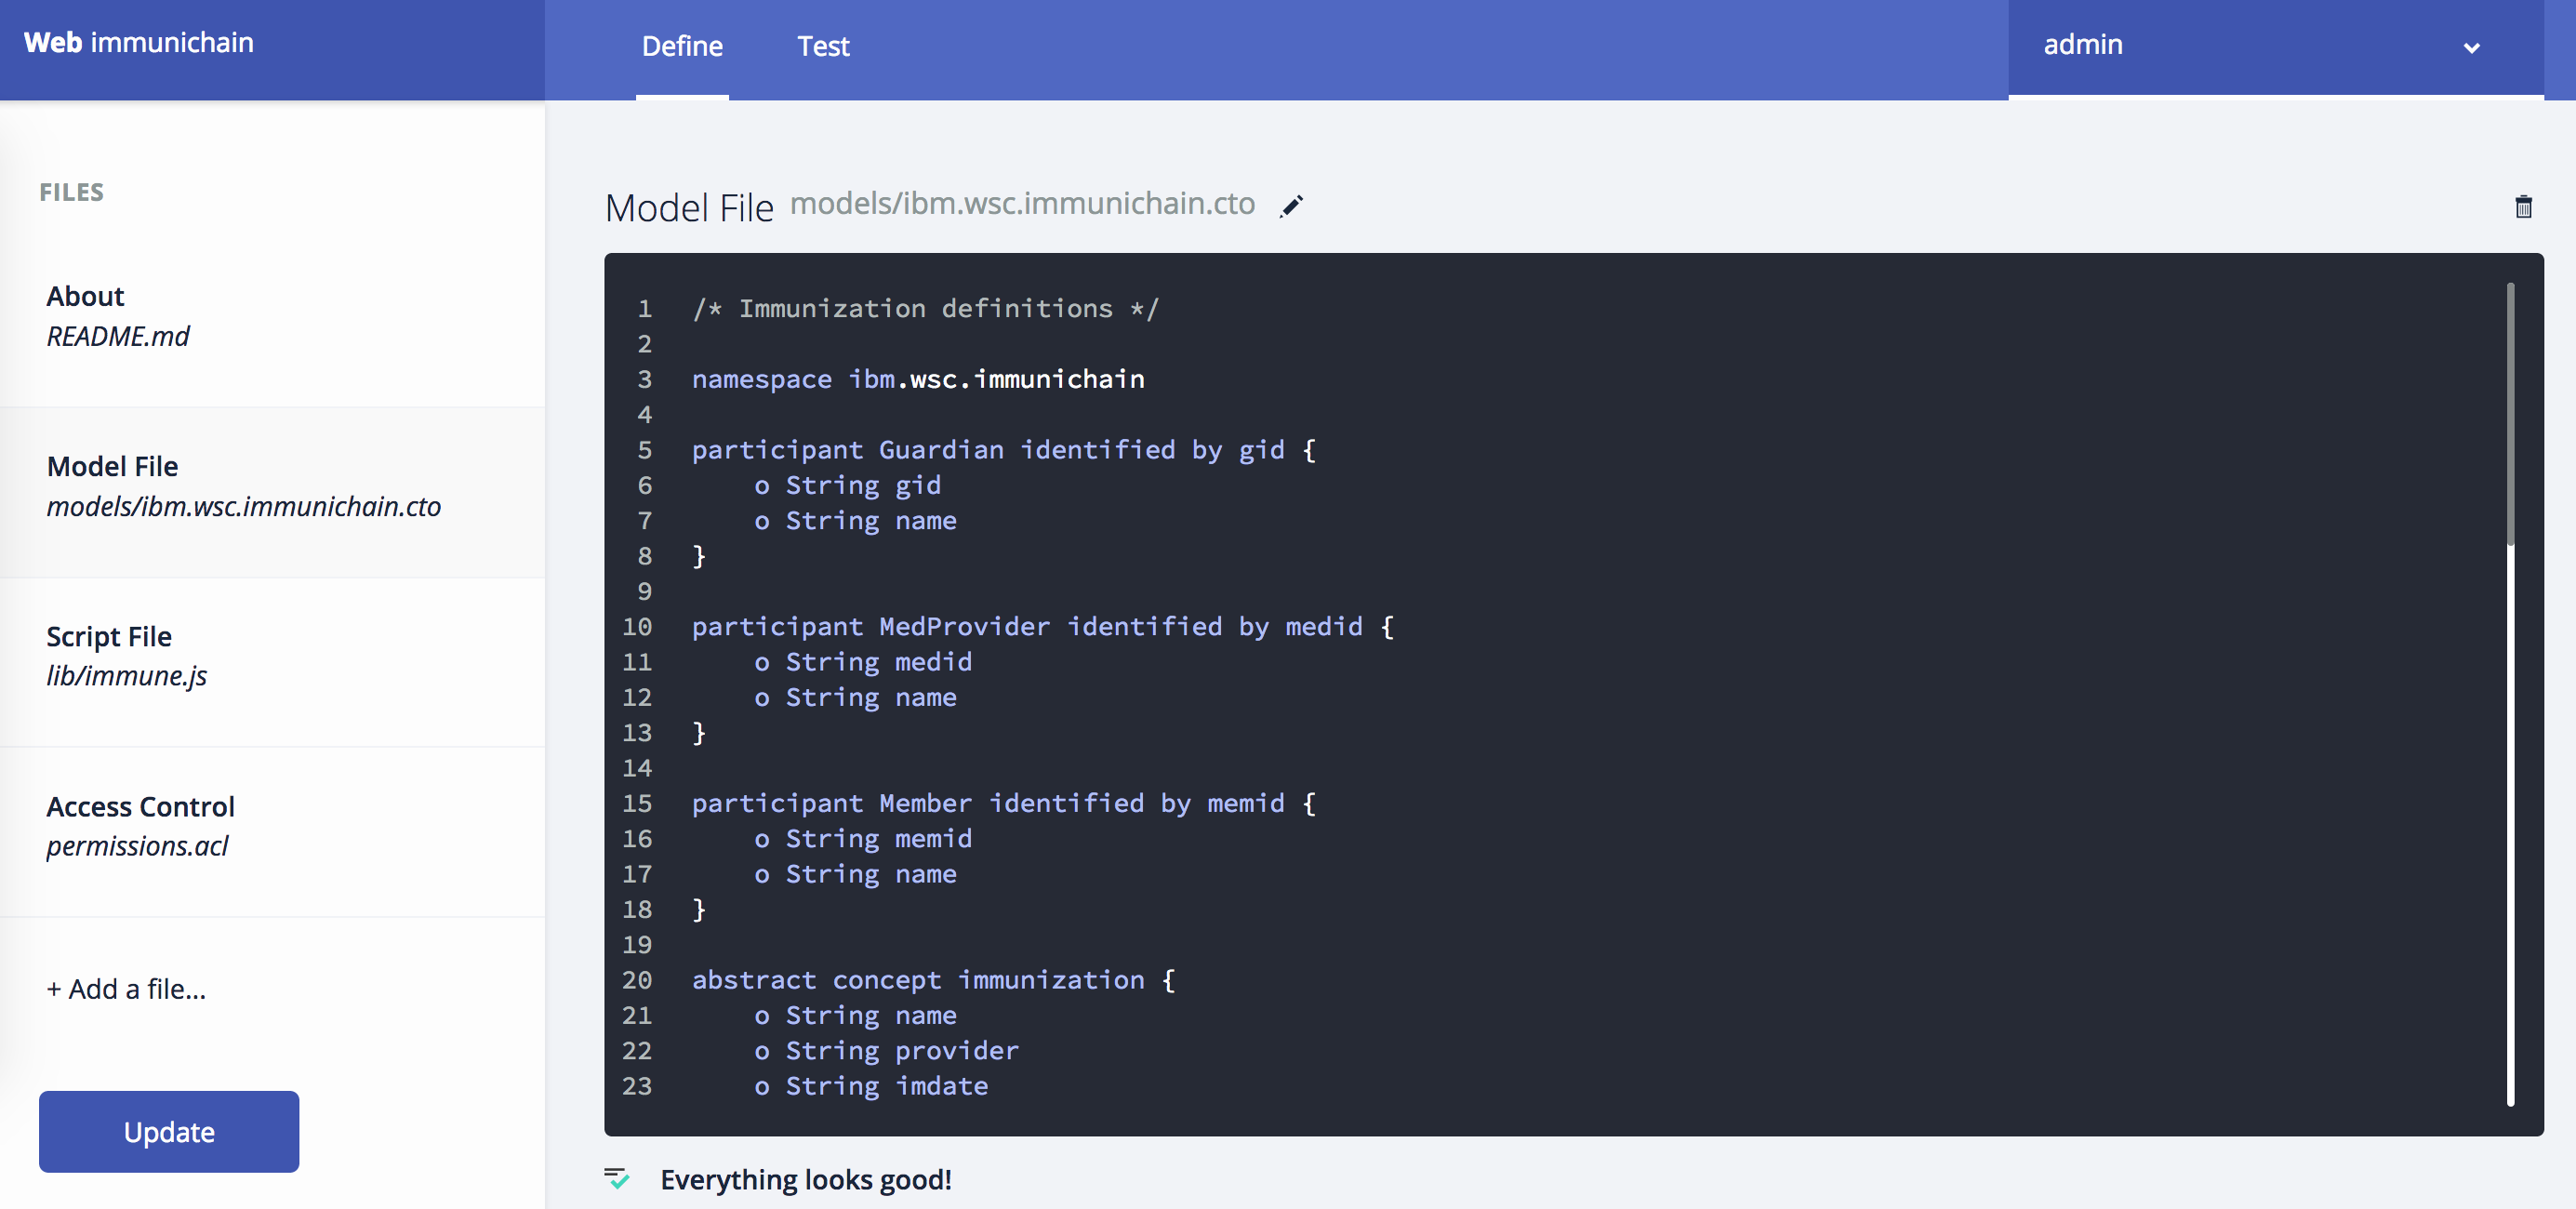 Web immunichain
Define
Test
admin
FILES
About
README.md
Model File
models/ibm.wsc.immunichain.cto
Script File
lib/immune.js
Access Control
permissions.acl
+ Add a file...
Update
Model File models/ibm.wsc.immunichain.cto
1 /* Immunization definitions */
2
3 namespace ibm.wsc.immunichain
4
5 participant Guardian identified by gid {
6     o String gid
7     o String name
8 }
9
10 participant MedProvider identified by medid {
11     o String medid
12     o String name
13 }
14
15 participant Member identified by memid {
16     o String memid
17     o String name
18 }
19
20 abstract concept immunization {
21     o String name
22     o String provider
23     o String imdate
Everything looks good!